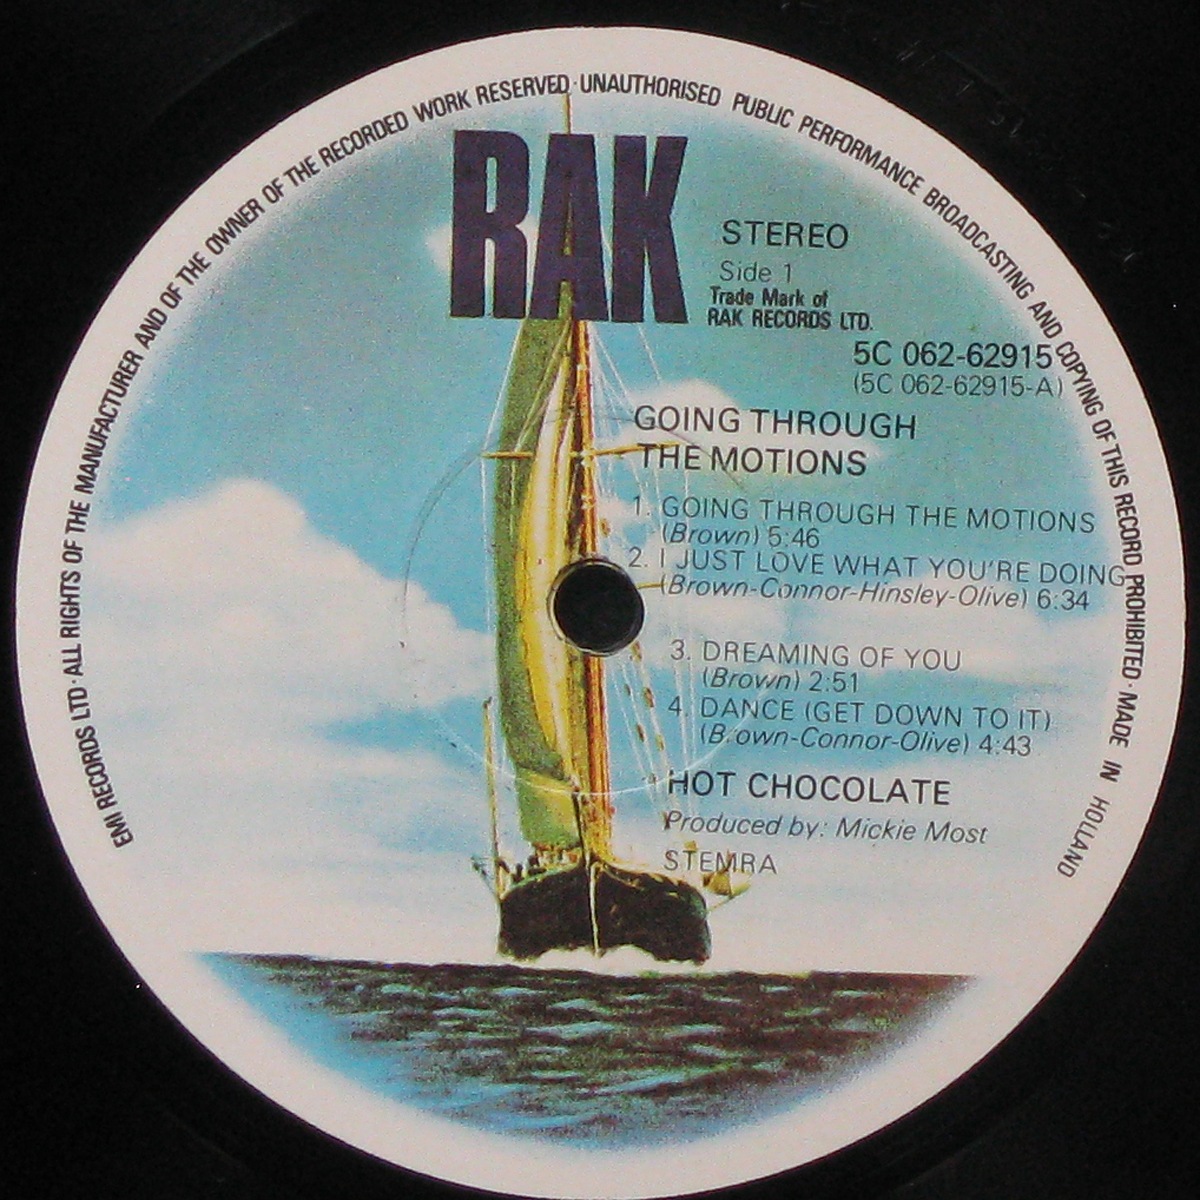 EMI RECORDS LTD·ALL RIGHTS OF THE MANUFACTURER AND OF THE OWNER OF THE RECORDED WORK RESERVED·UNAUTHORISED PUBLIC PERFORMANCE BROADCASTING AND COPYING OF THIS RECORD PROHIBITED·MADE IN HOLLAND
RAK
STEREO
Side 1
Trade Mark of
RAK RECORDS LTD.
5C 062-62915
(5C 062-62915-A)
GOING THROUGH
THE MOTIONS
1. GOING THROUGH THE MOTIONS
(Brown) 5:46
2. I JUST LOVE WHAT YOU'RE DOING
(Brown-Connor-Hinsley-Olive) 6:34
3. DREAMING OF YOU
(Brown) 2:51
4. DANCE (GET DOWN TO IT)
(Brown-Connor-Olive) 4:43
HOT CHOCOLATE
Produced by: Mickie Most
STEMRA